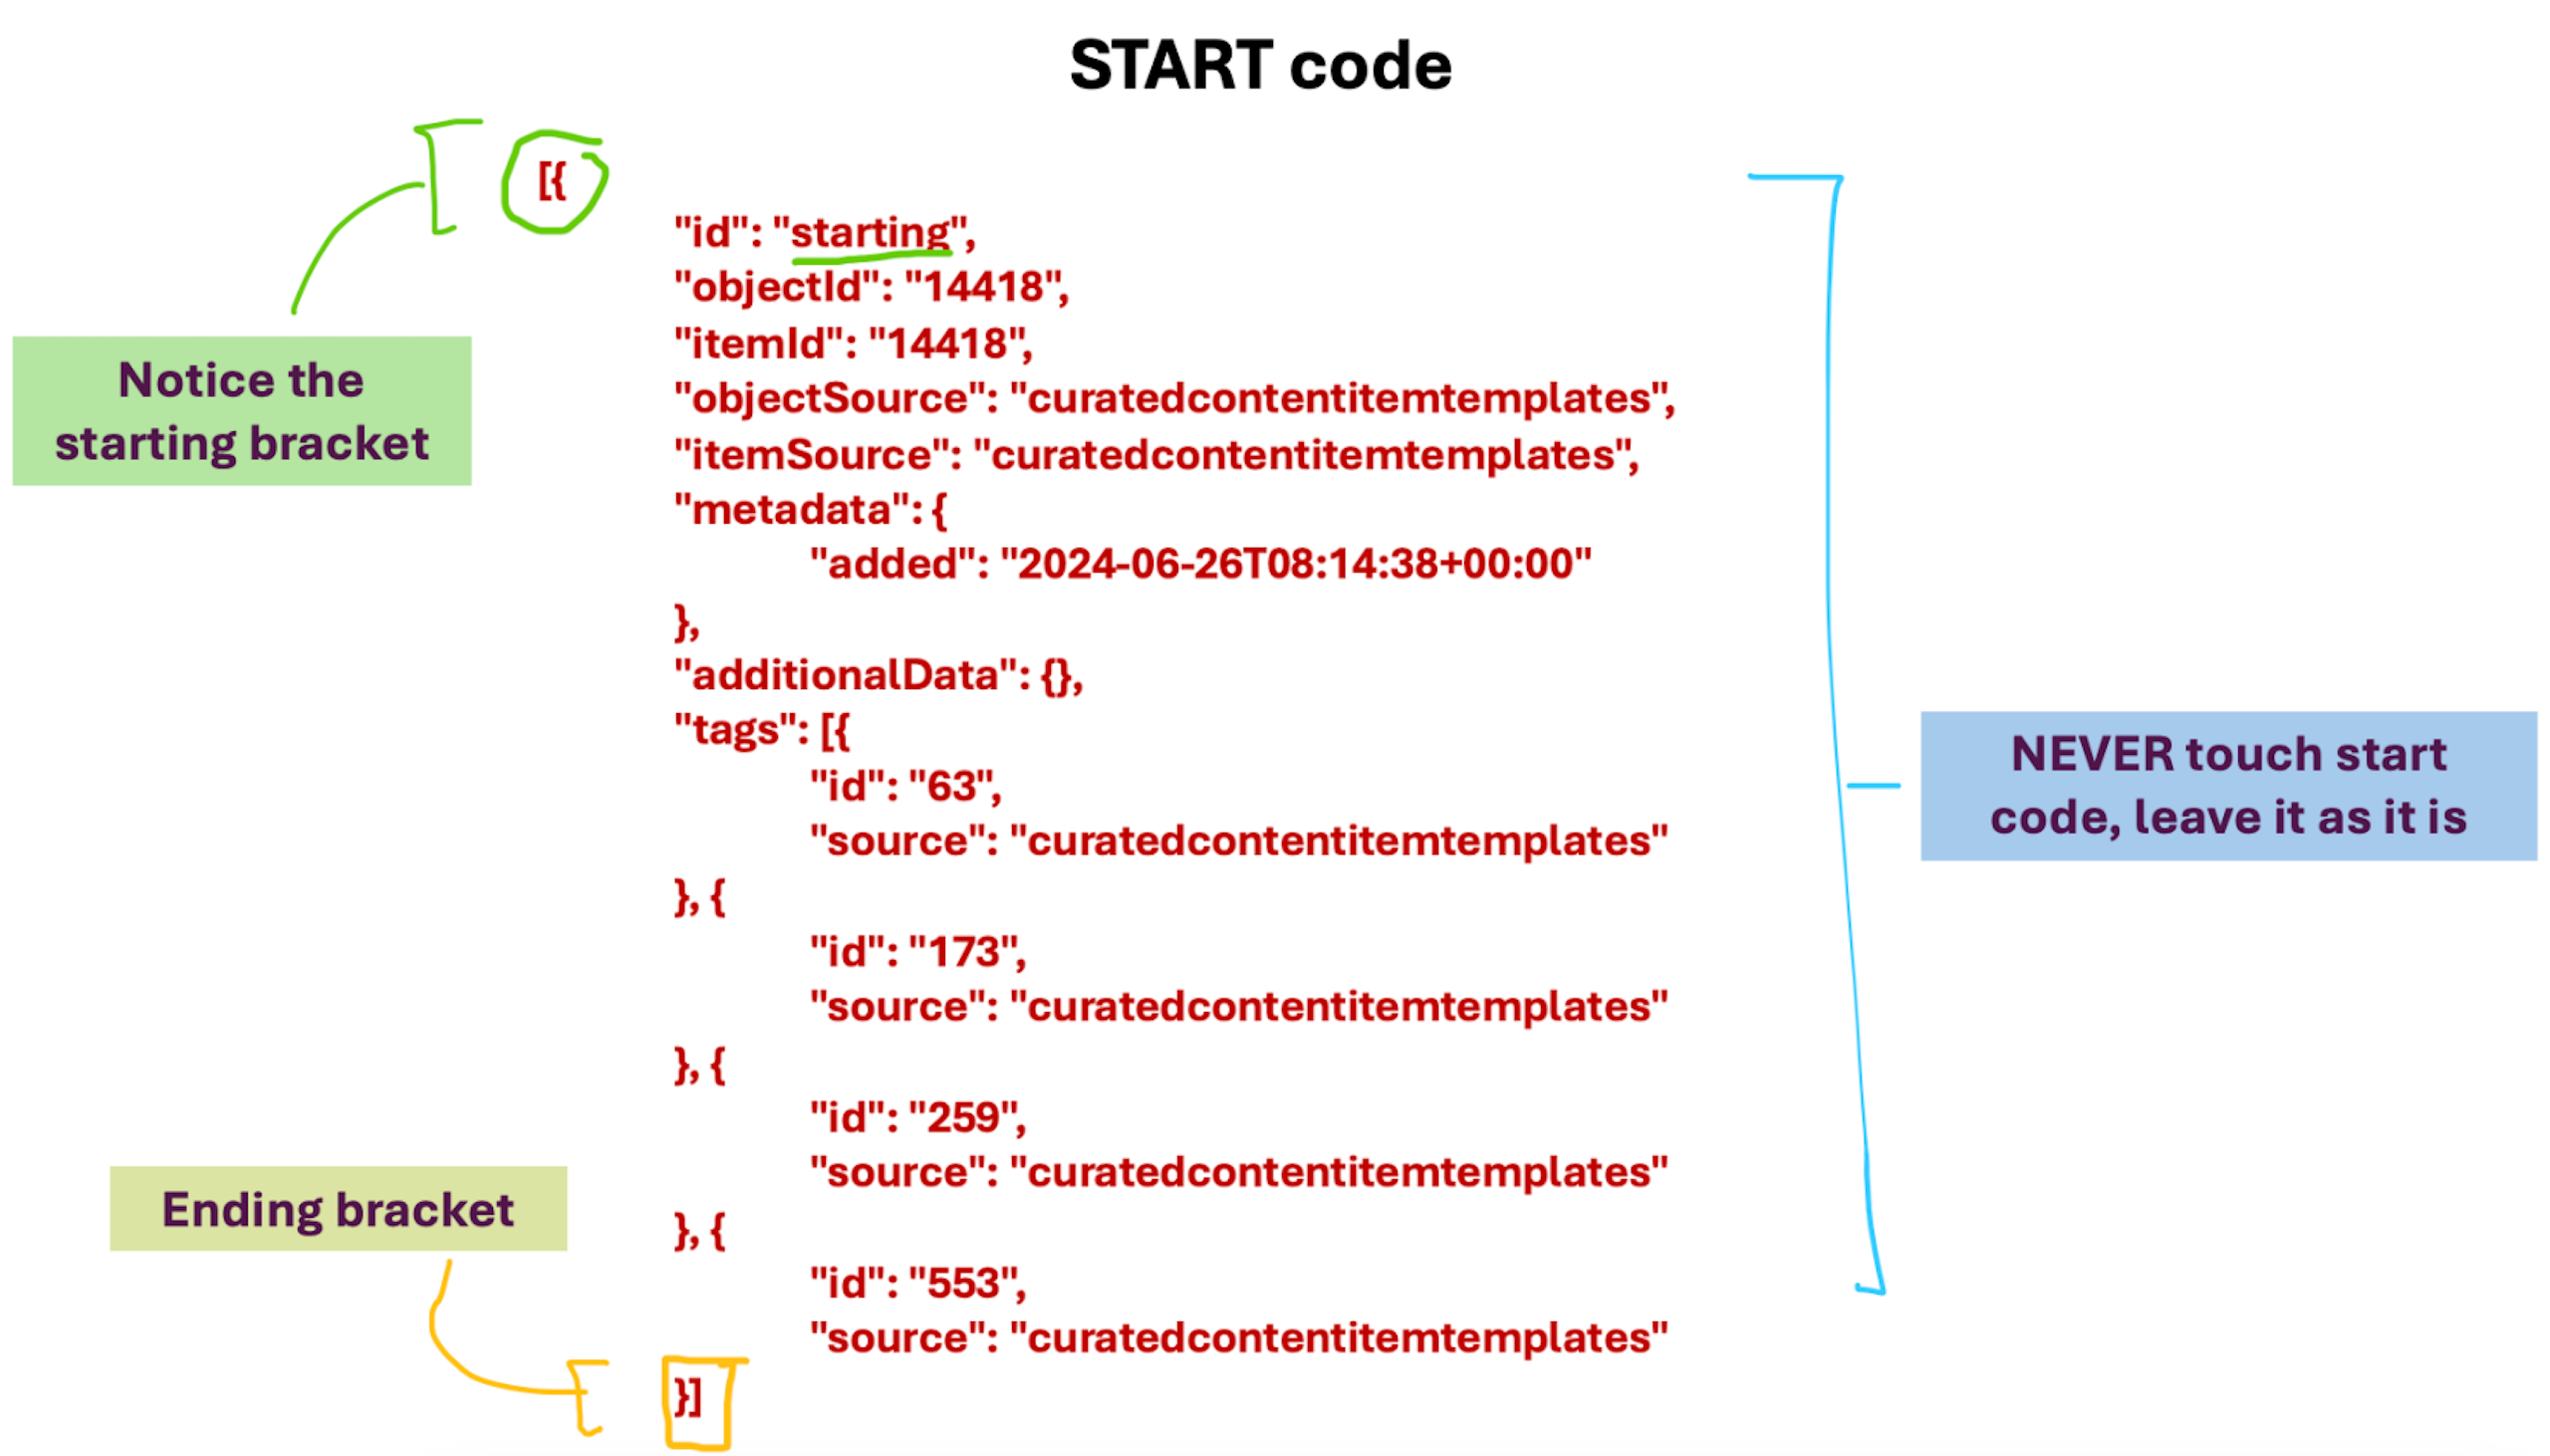 START code
[{
"id": "starting",
"objectId": "14418",
"itemId": "14418",
"objectSource": "curatedcontentitemtemplates",
"itemSource": "curatedcontentitemtemplates",
"metadata": {
"added": "2024-06-26T08:14:38+00:00"
},
"additionalData": {},
"tags": [{
"id": "63",
"source": "curatedcontentitemtemplates"
}, {
"id": "173",
"source": "curatedcontentitemtemplates"
}, {
"id": "259",
"source": "curatedcontentitemtemplates"
}, {
"id": "553",
"source": "curatedcontentitemtemplates"
}]
Notice the
starting bracket
Ending bracket
NEVER touch start
code, leave it as it is